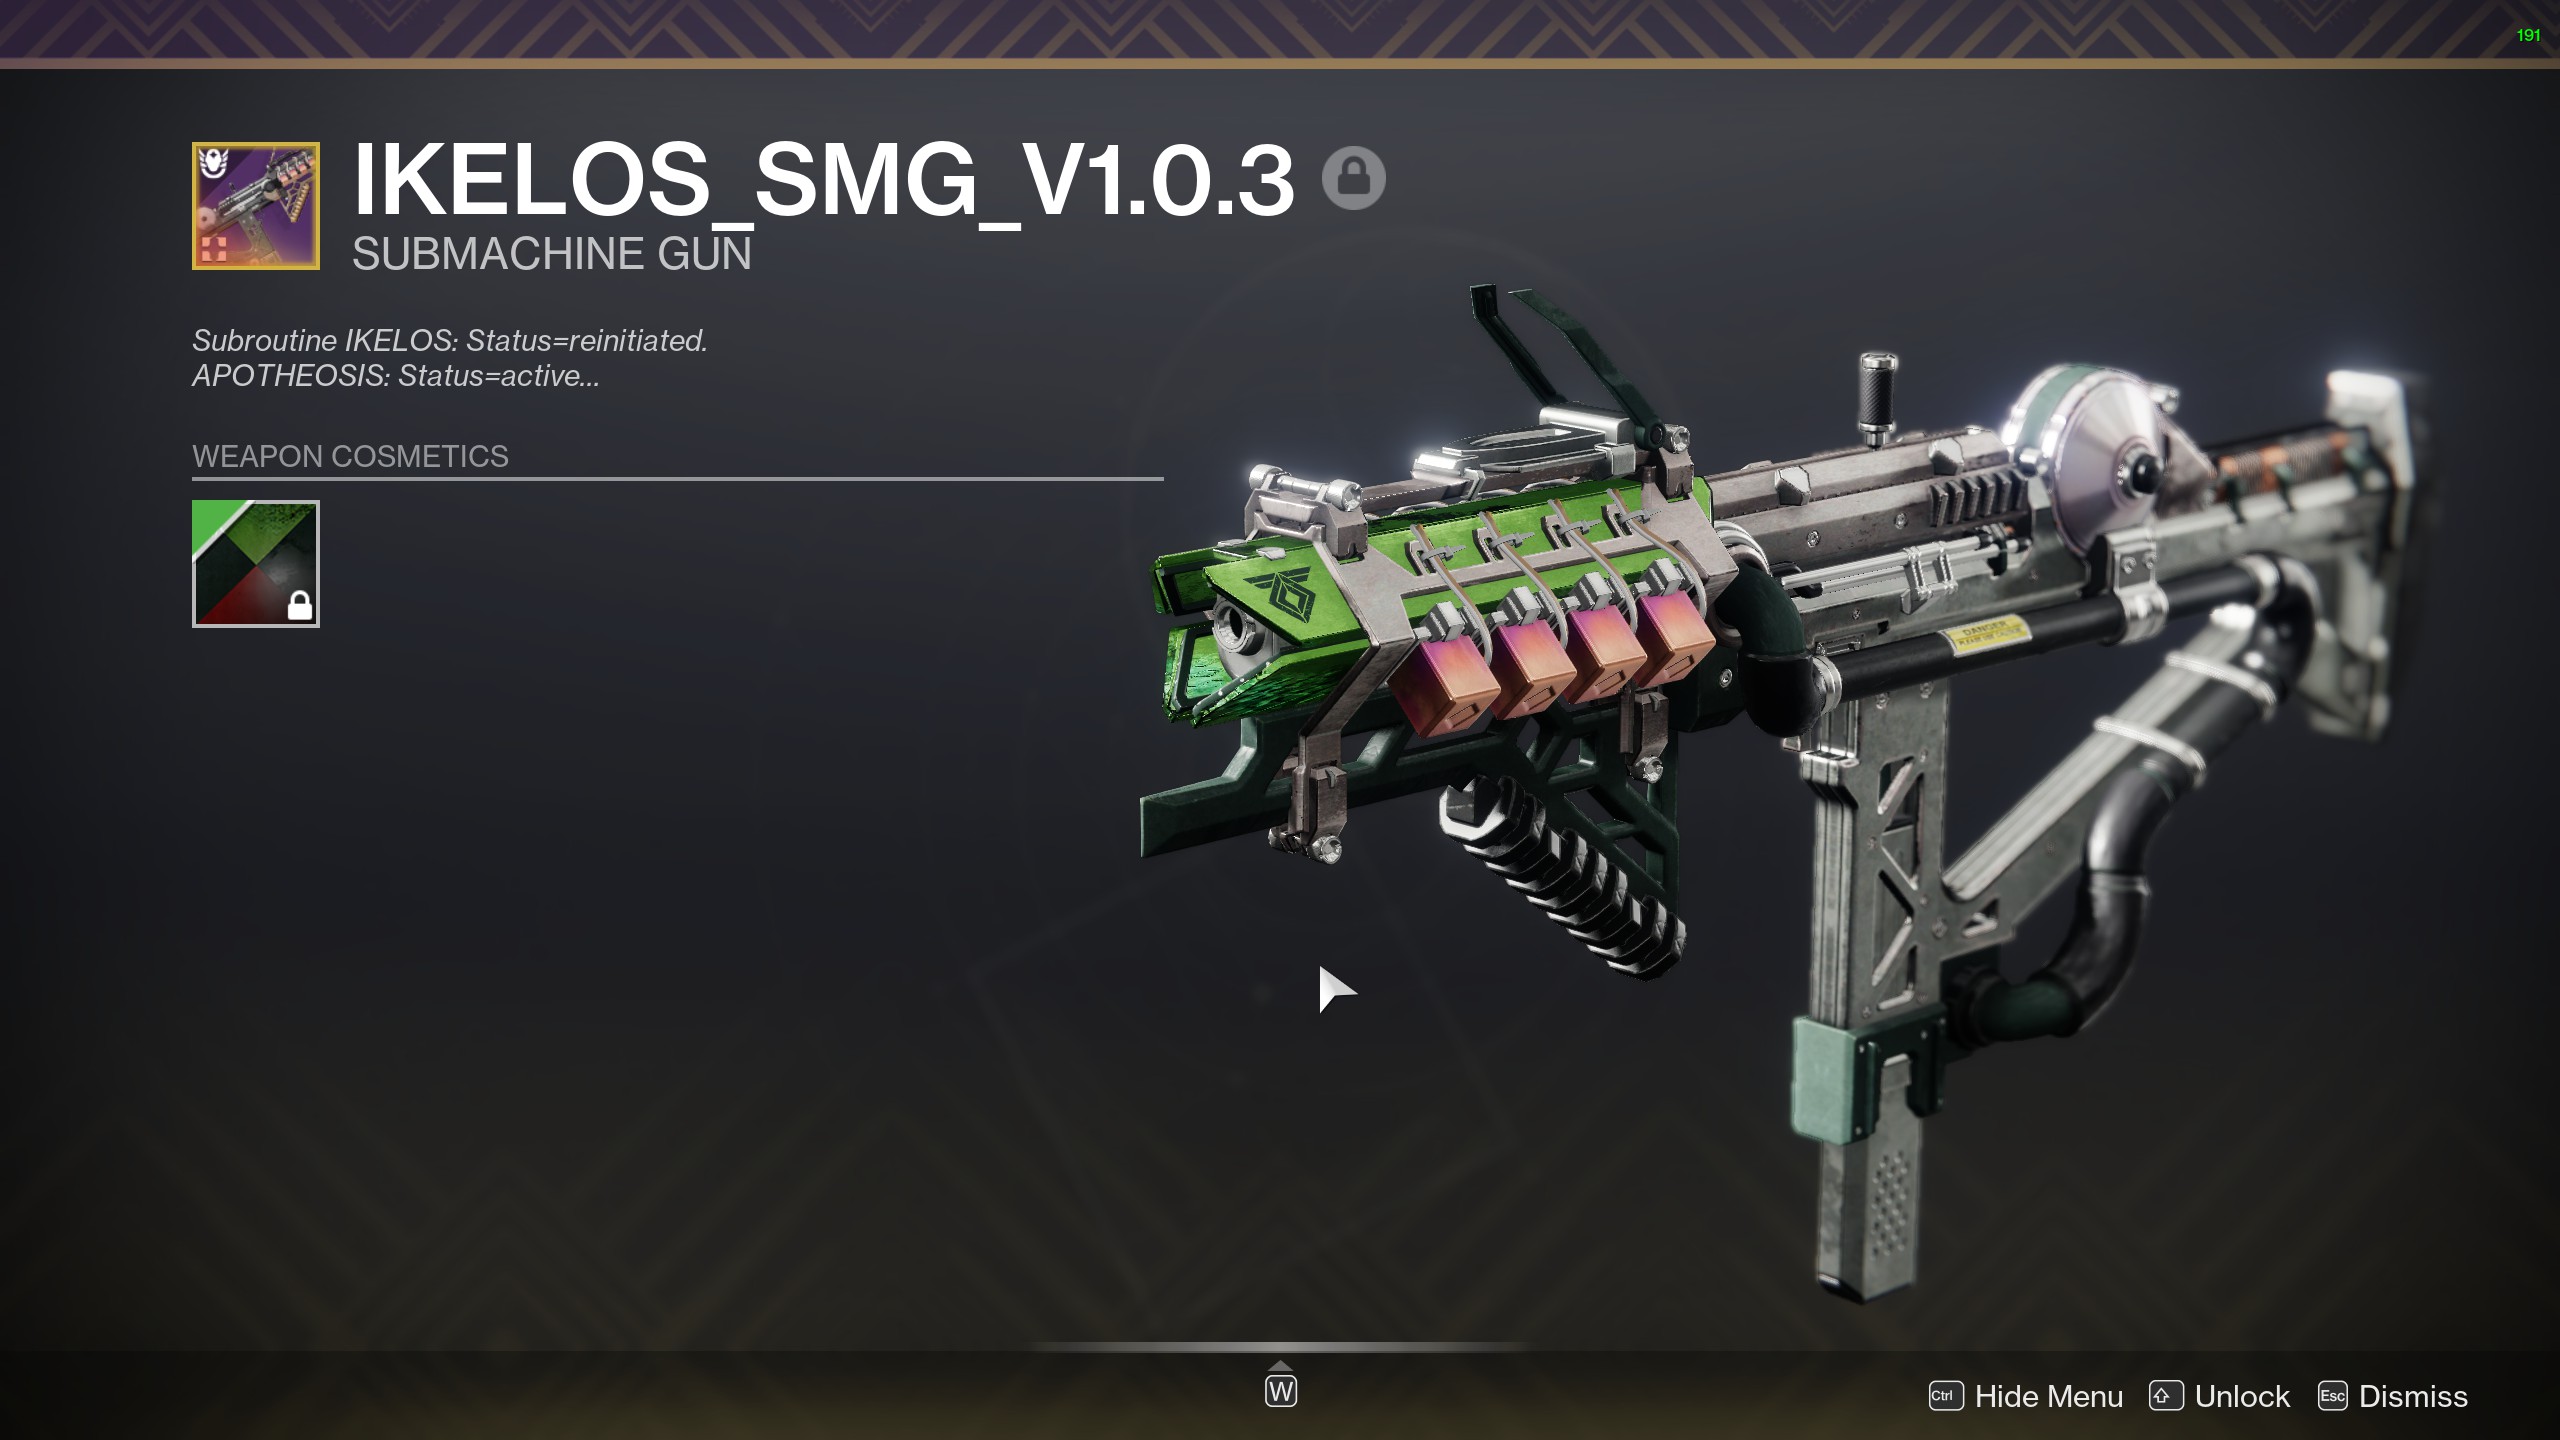 191
IKELOS_SMG_V1.0.3
SUBMACHINE GUN
Subroutine IKELOS: Status=reinitiated.
APOTHEOSIS: Status=active...
WEAPON COSMETICS
DANGER
W
Ctrl Hide Menu Unlock Esc Dismiss